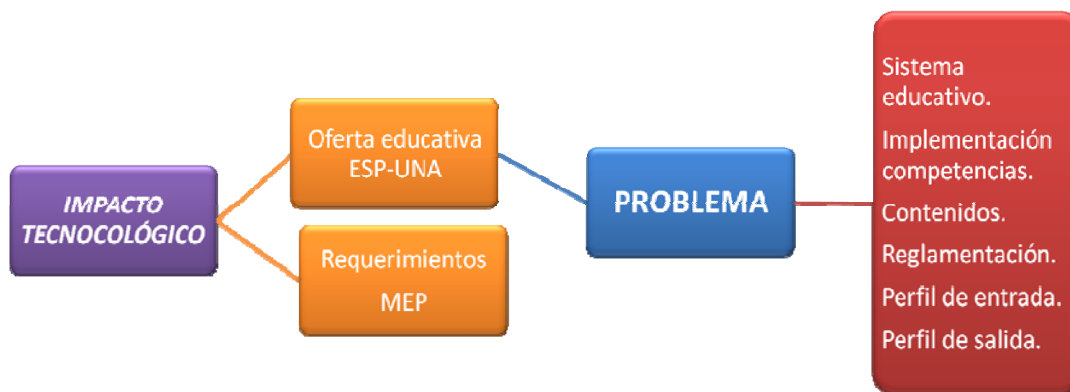 IMPACTO
TECNOCOLÓGICO
Oferta educativa
ESP-UNA
Requerimientos
MEP
PROBLEMA
Sistema
educativo.
Implementación
competencias.
Contenidos.
Reglamentación.
Perfil de entrada.
Perfil de salida.